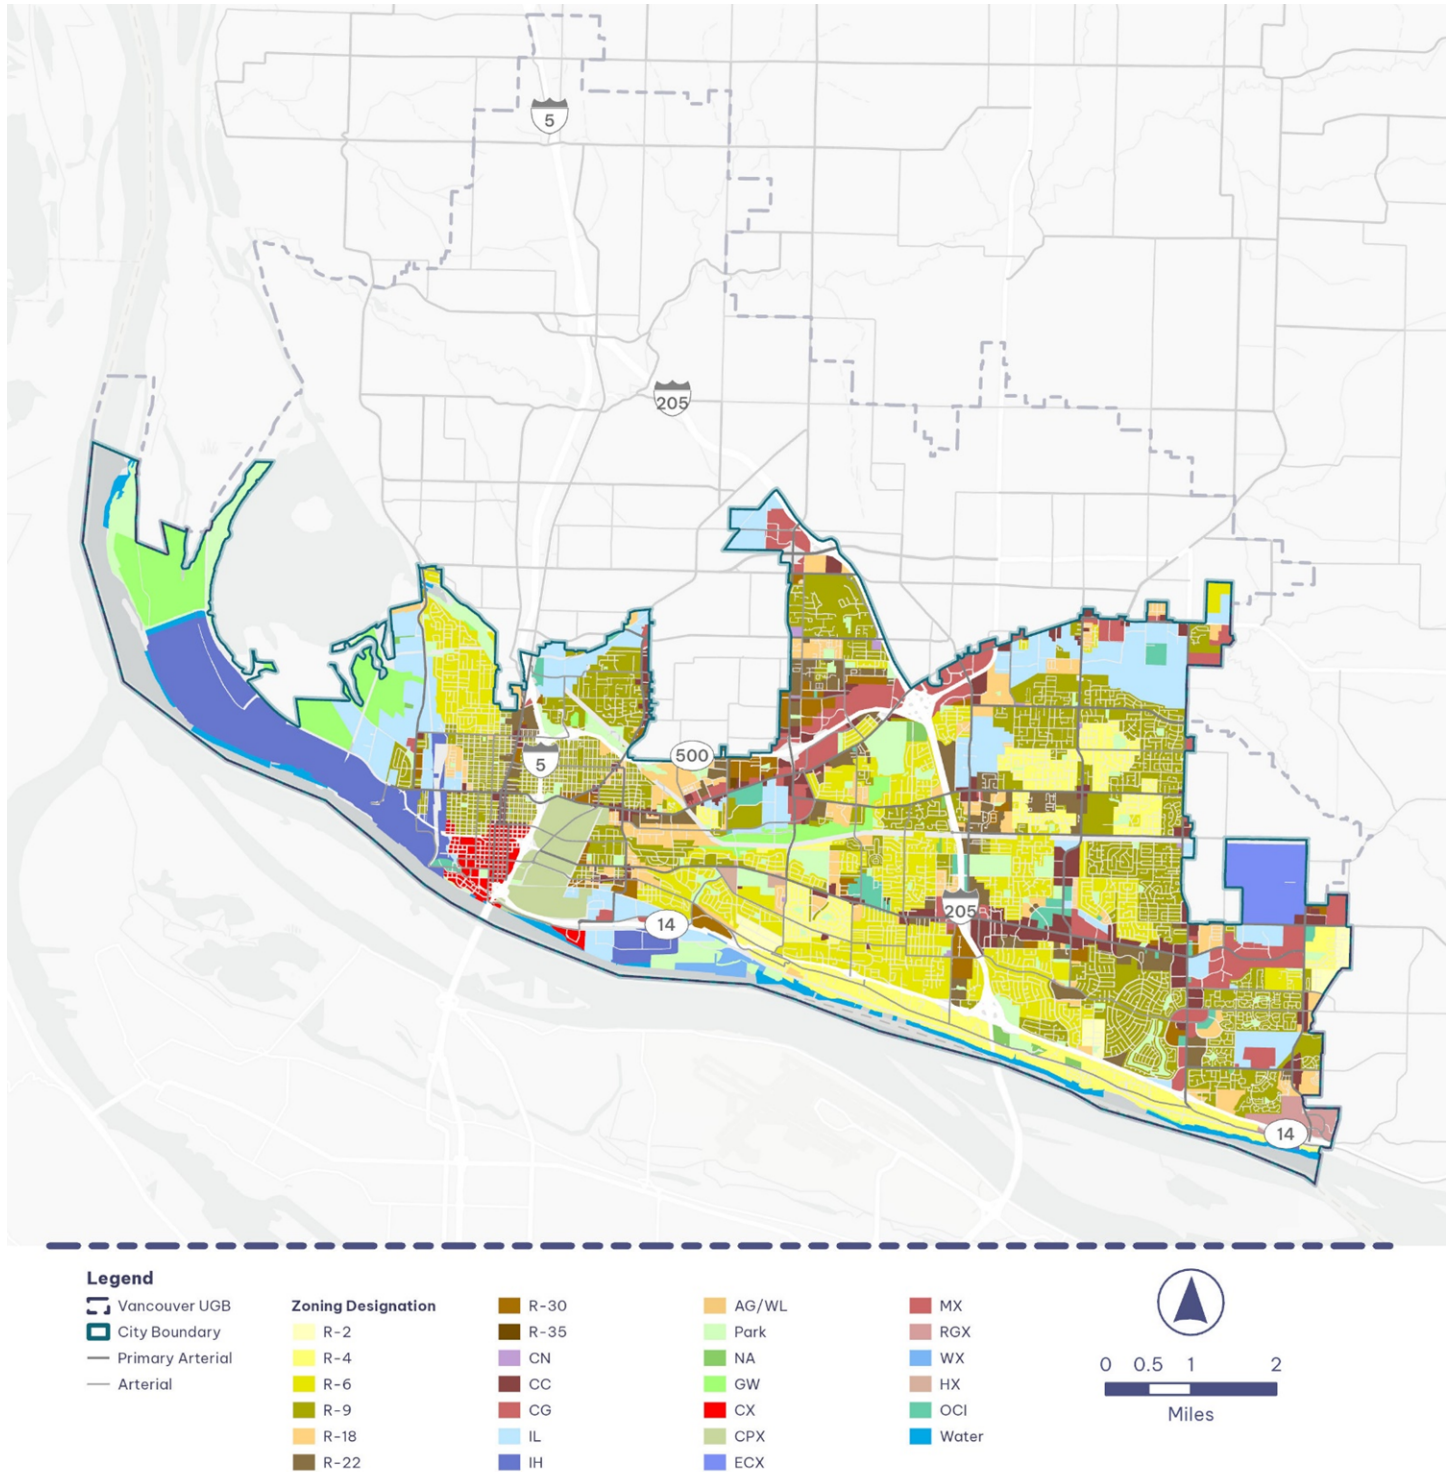 5
205
500
5
14
205
14
Legend
Vancouver UGB
City Boundary
Primary Arterial
Arterial
Zoning Designation
R-2
R-4
R-6
R-9
R-18
R-22
R-30
R-35
CN
CC
CG
IL
IH
AG/WL
Park
NA
GW
CX
CPX
ECX
MX
RGX
WX
HX
OCI
Water
0 0.5 1 2
Miles